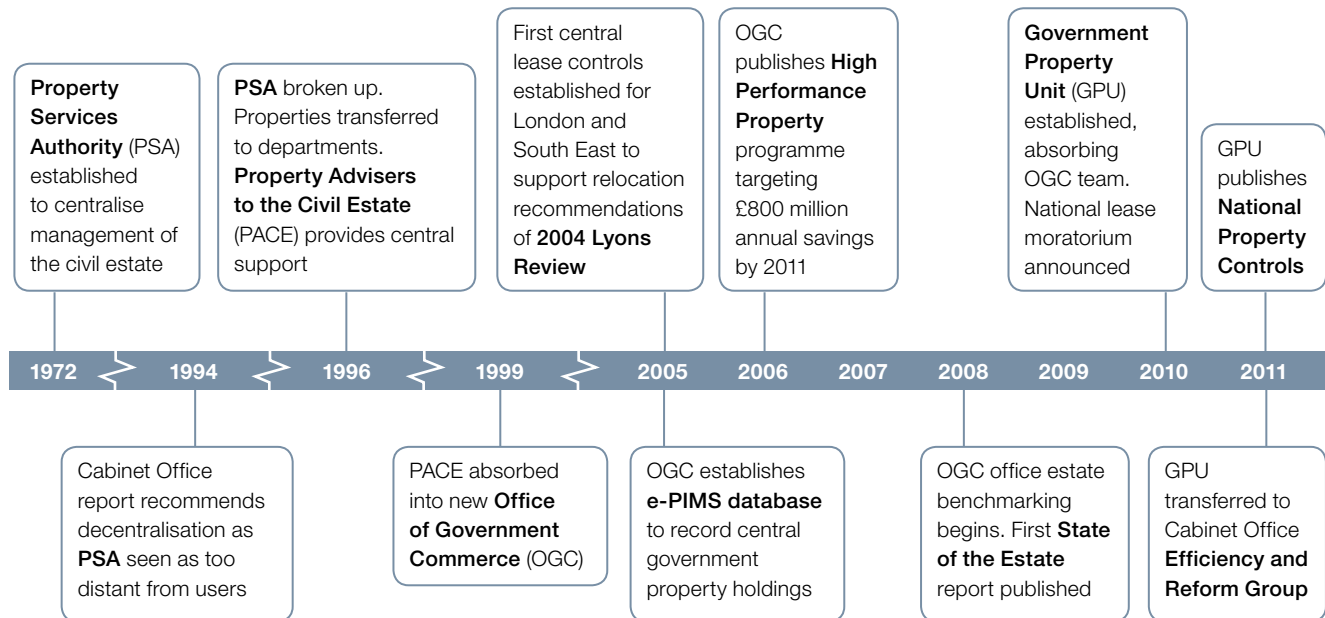 Property
Services
Authority (PSA)
established
to centralise
management of
the civil estate
PSA broken up.
Properties transferred
to departments.
Property Advisers
to the Civil Estate
(PACE) provides central
support
First central
lease controls
established for
London and
South East to
support relocation
recommendations
of 2004 Lyons
Review
OGC
publishes High
Performance
Property
programme
targeting
£800 million
annual savings
by 2011
Government
Property
Unit (GPU)
established,
absorbing
OGC team.
National lease
moratorium
announced
GPU
publishes
National
Property
Controls
1972 1994 1996 1999 2005 2006 2007 2008 2009 2010 2011
Cabinet Office
report recommends
decentralisation as
PSA seen as too
distant from users
PACE absorbed
into new Office
of Government
Commerce (OGC)
OGC establishes
e-PIMS database
to record central
government
property holdings
OGC office estate
benchmarking
begins. First State
of the Estate
report published
GPU
transferred to
Cabinet Office
Efficiency and
Reform Group